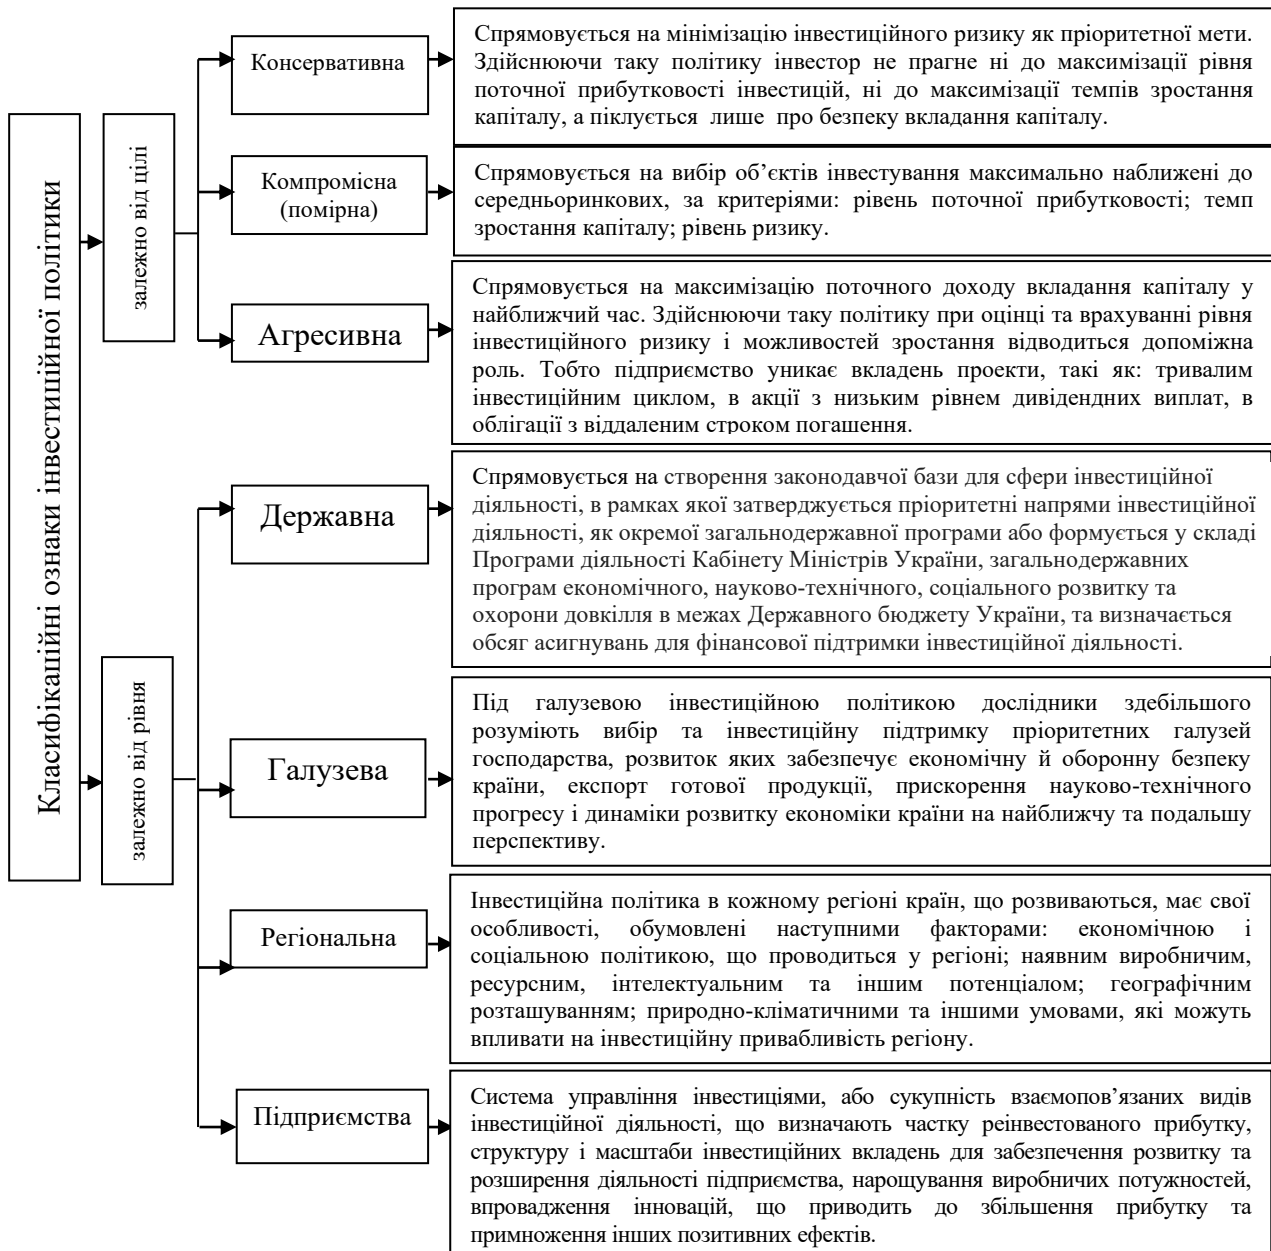 Класифікаційні ознаки інвестиційної політики
залежно від цілі
Консервативна
Спрямовується на мінімізацію інвестиційного ризику як пріоритетної мети.
Здійснюючи таку політику інвестор не прагне ні до максимізації рівня
поточної прибутковості інвестицій, ні до максимізації темпів зростання
капіталу, а піклується лише про безпеку вкладання капіталу.
Компромісна
(помірна)
Спрямовується на вибір об’єктів інвестування максимально наближені до
середньоринкових, за критеріями: рівень поточної прибутковості; темп
зростання капіталу; рівень ризику.
Агресивна
Спрямовується на максимізацію поточного доходу вкладання капіталу у
найближчий час. Здійснюючи таку політику при оцінці та врахуванні рівня
інвестиційного ризику і можливостей зростання відводиться допоміжна
роль. Тобто підприємство уникає вкладень проекти, такі як: тривалим
інвестиційним циклом, в акції з низьким рівнем дивідендних виплат, в
облігації з віддаленим строком погашення.
залежно від рівня
Державна
Спрямовується на створення законодавчої бази для сфери інвестиційної
діяльності, в рамках якої затверджується пріоритетні напрями інвестиційної
діяльності, як окремої загальнодержавної програми або формується у складі
Програми діяльності Кабінету Міністрів України, загальнодержавних
програм економічного, науково-технічного, соціального розвитку та
охорони довкілля в межах Державного бюджету України, та визначається
обсяг асигнувань для фінансової підтримки інвестиційної діяльності.
Галузева
Під галузевою інвестиційною політикою дослідники здебільшого
розуміють вибір та інвестиційну підтримку пріоритетних галузей
господарства, розвиток яких забезпечує економічну й оборонну безпеку
країни, експорт готової продукції, прискорення науково-технічного
прогресу і динаміки розвитку економіки країни на найближчу та подальшу
перспективу.
Регіональна
Інвестиційна політика в кожному регіоні країн, що розвиваються, має свої
особливості, обумовлені наступними факторами: економічною і
соціальною політикою, що проводиться у регіоні; наявним виробничим,
ресурсним, інтелектуальним та іншим потенціалом; географічним
розташуванням; природно-кліматичними та іншими умовами, які можуть
впливати на інвестиційну привабливість регіону.
Підприємства
Система управління інвестиціями, або сукупність взаємопов’язаних видів
інвестиційної діяльності, що визначають частку реінвестованого прибутку,
структуру і масштаби інвестиційних вкладень для забезпечення розвитку та
розширення діяльності підприємства, нарощування виробничих потужностей,
впровадження інновацій, що приводить до збільшення прибутку та
примноження інших позитивних ефектів.